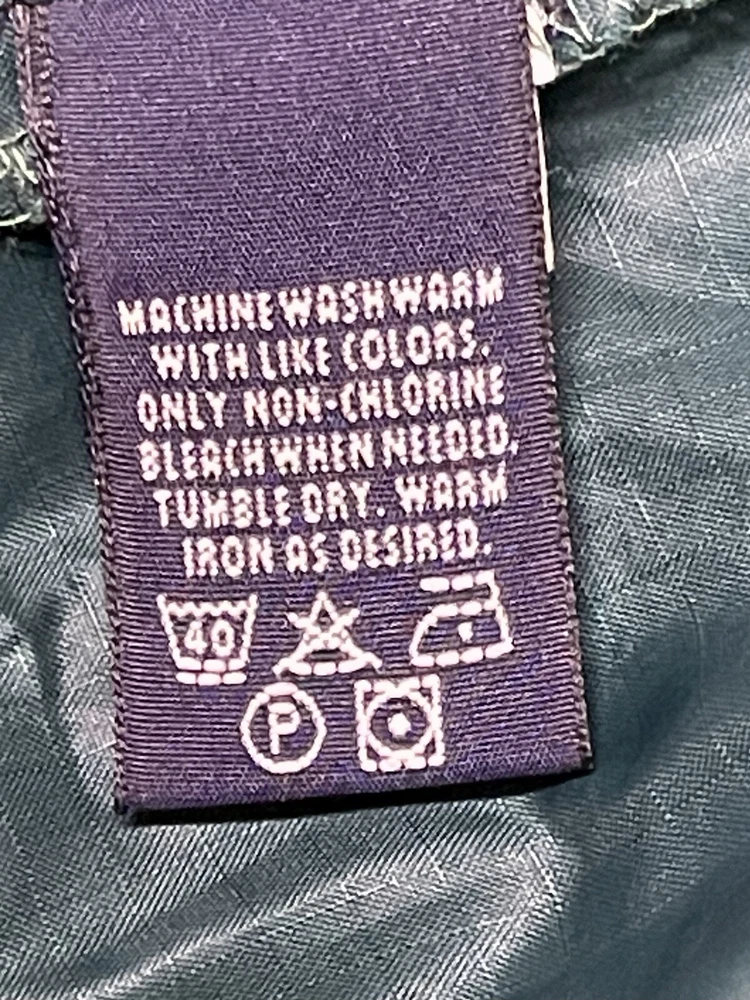 MACHINE WASH WARM
WITH LIKE COLORS.
ONLY NON-CHLORINE
BLEACH WHEN NEEDED.
TUMBLE DRY. WARM
IRON AS DESIRED.
40
P